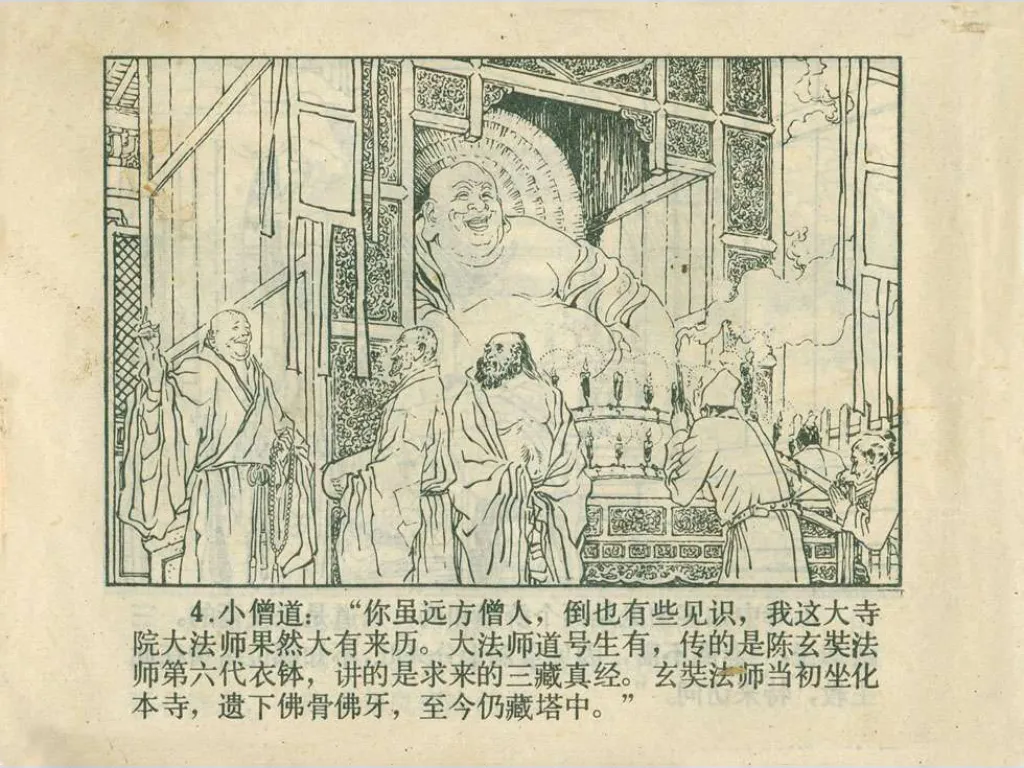 4.小僧道：“你虽远方僧人，倒也有些见识，我这大寺
院大法师果然大有来历。大法师道号生有，传的是陈玄奘法
师第六代衣钵，讲的是求来的三藏真经。玄奘法师当初坐化
本寺，遗下佛骨佛牙，至今仍藏塔中。”